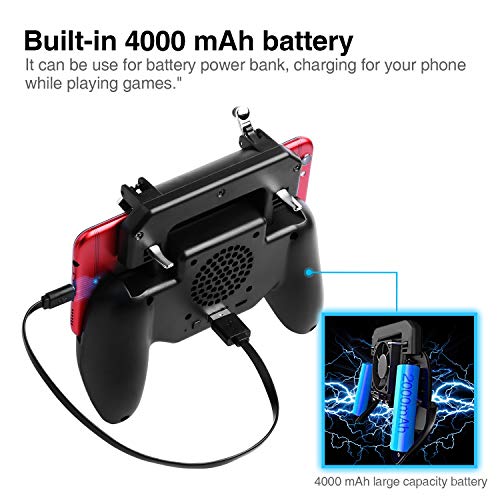 Built-in 4000 mAh battery
It can be use for battery power bank, charging for your phone
while playing games."
2000mAh
4000 mAh large capacity battery